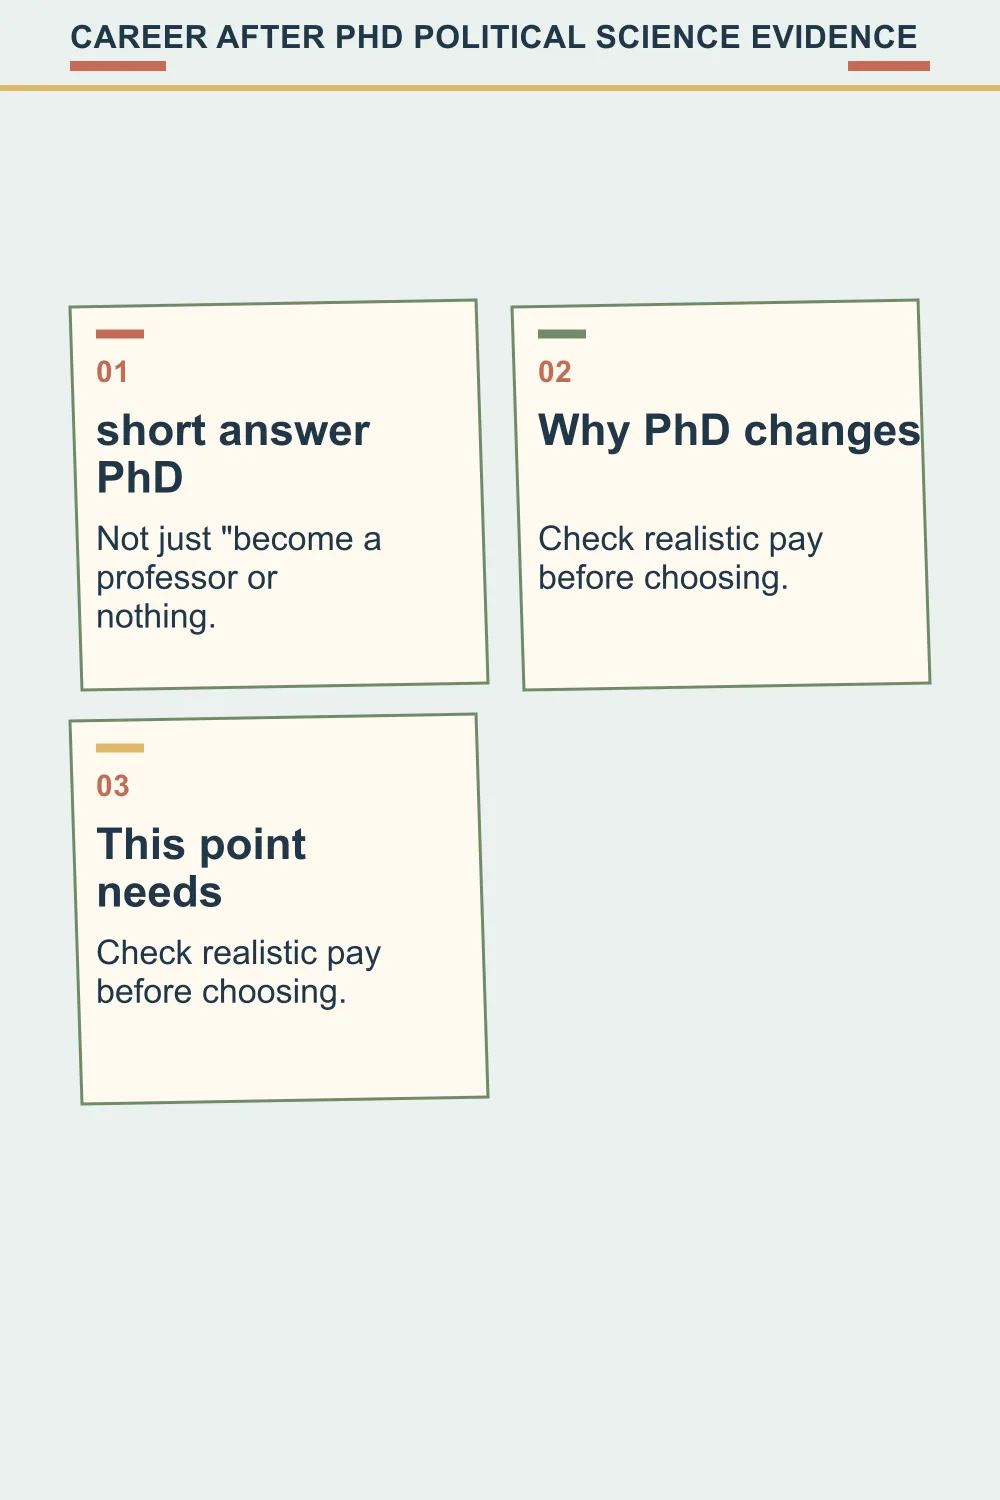 CAREER AFTER PHD POLITICAL SCIENCE EVIDENCE
01
short answer
PhD
Not just "become a
professor or
nothing.
02
Why PhD changes
Check realistic pay
before choosing.
03
This point
needs
Check realistic pay
before choosing.